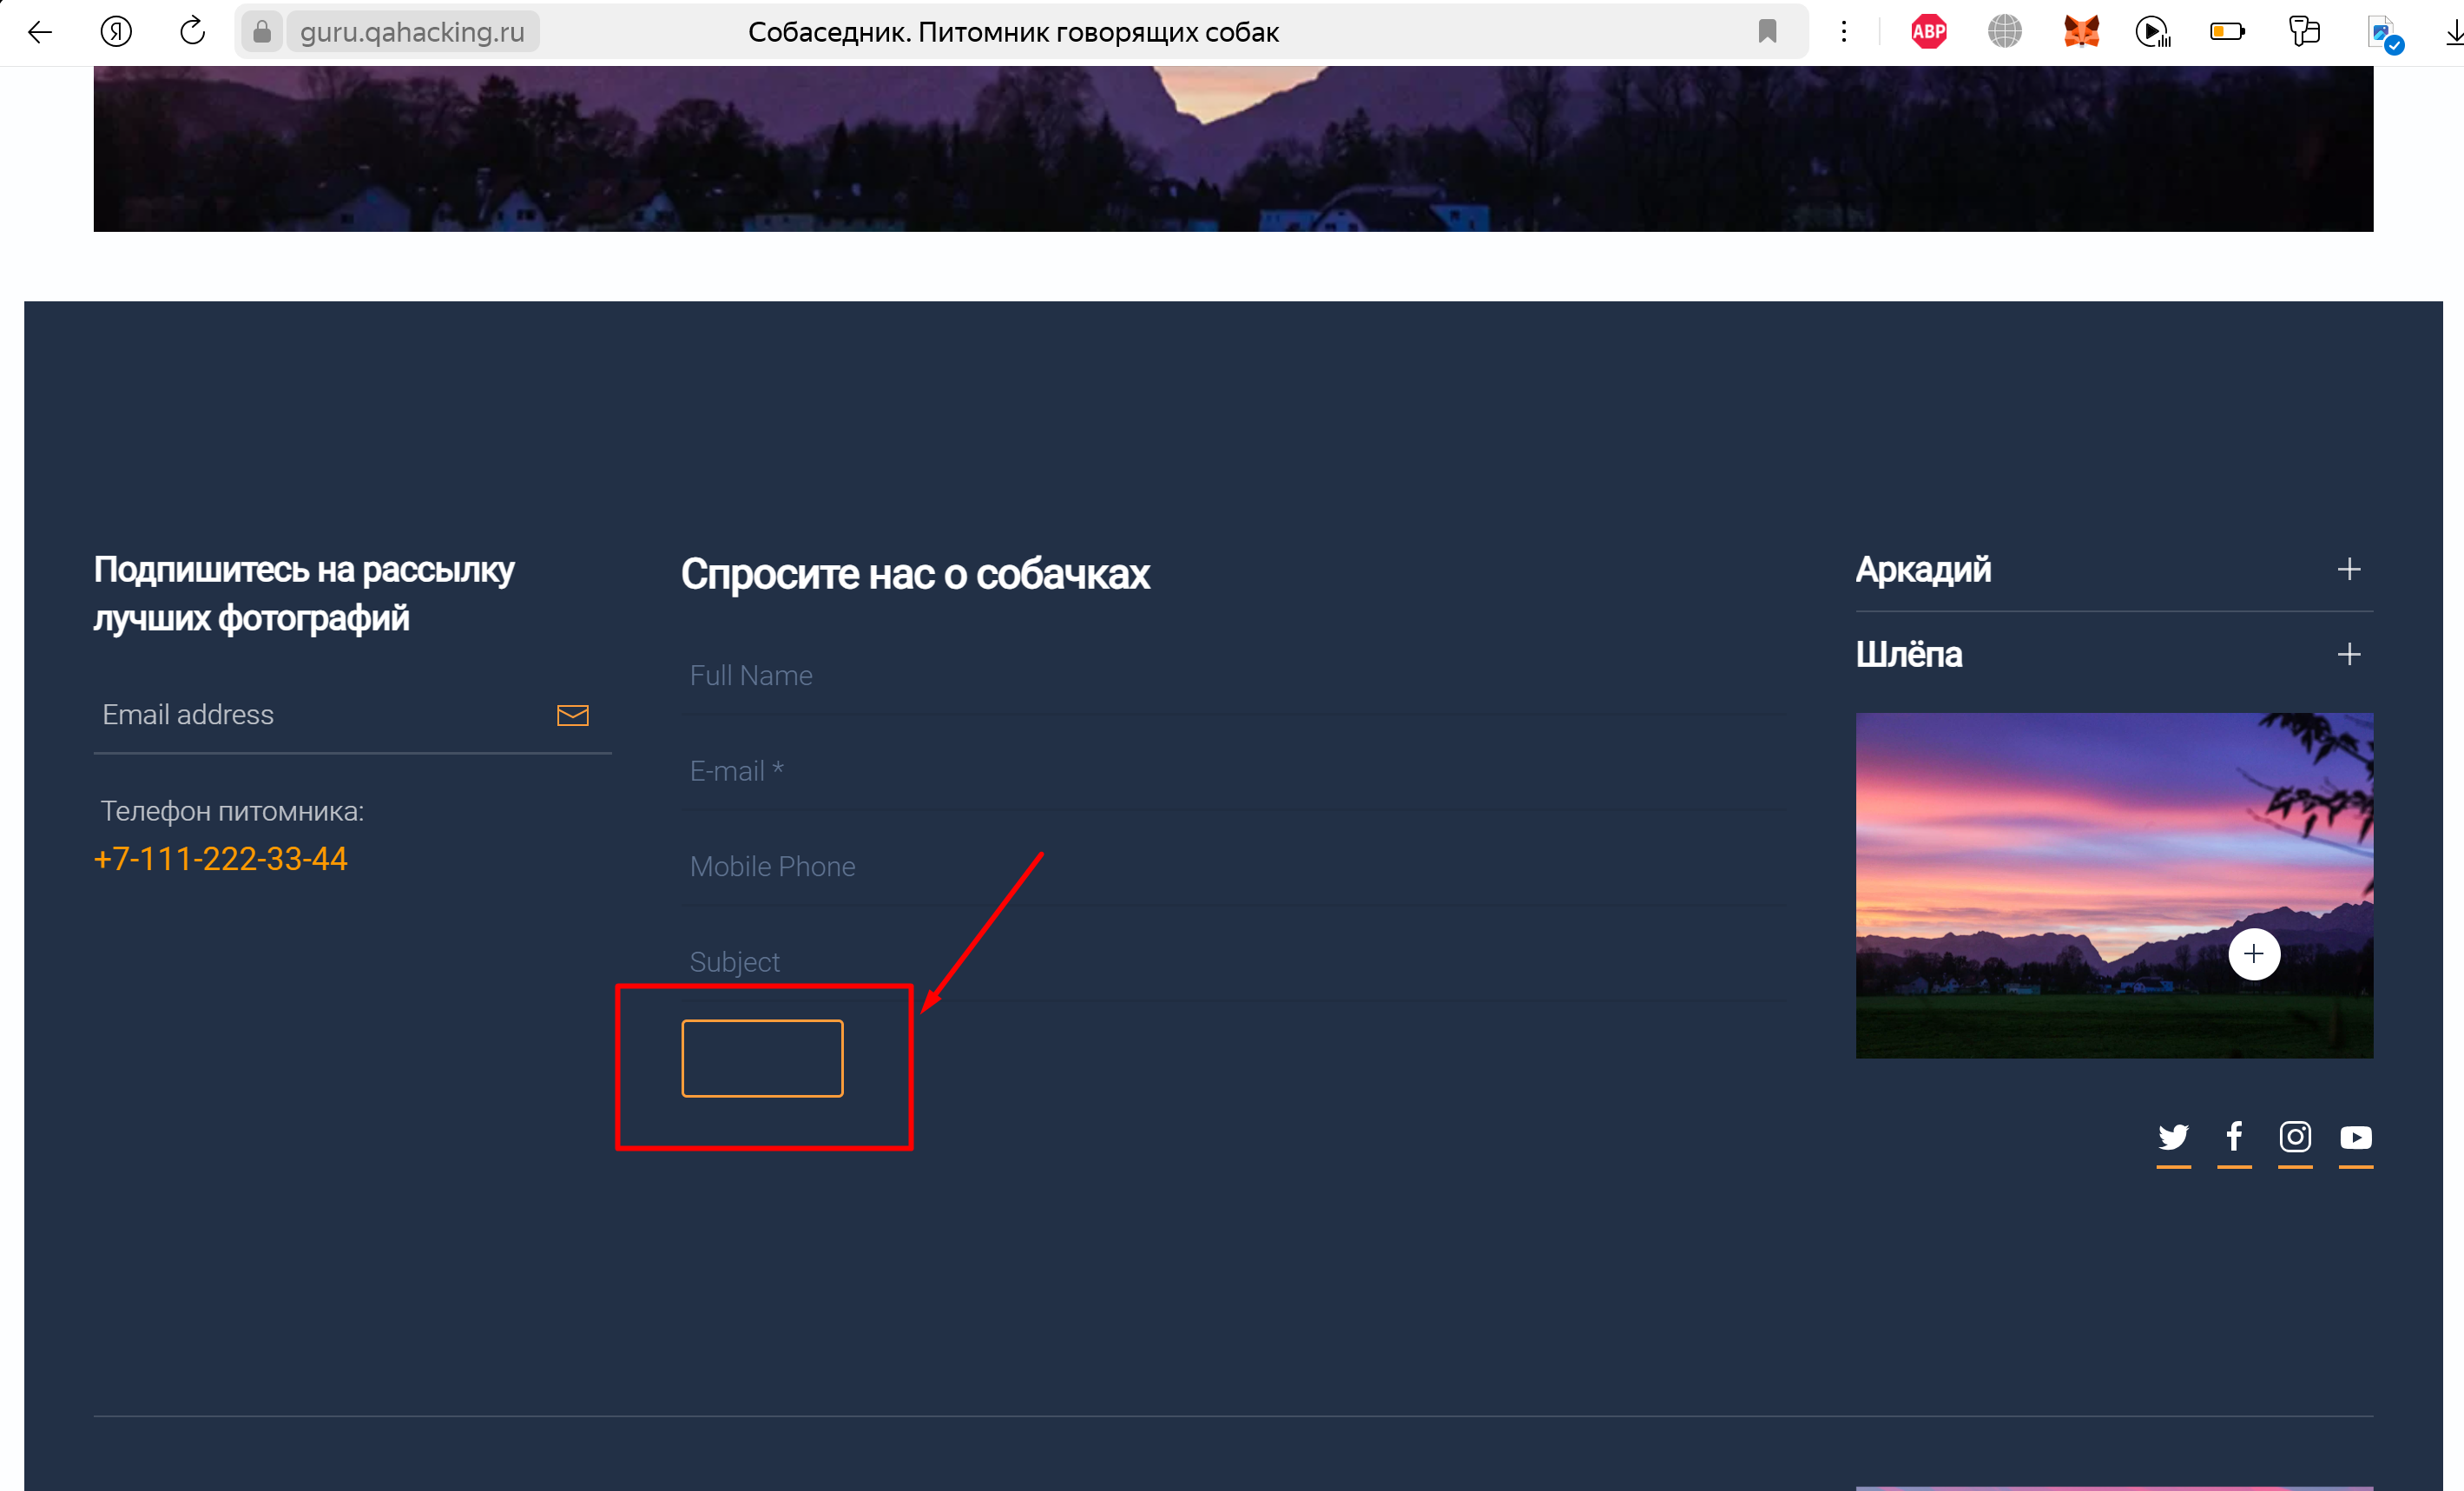 guru.qahacking.ru
Собаседник. Питомник говорящих собак
ABP
Подпишитесь на рассылку
лучших фотографий
Email address
Телефон питомника:
+7-111-222-33-44
Спросите нас о собачках
Full Name
E-mail *
Mobile Phone
Subject
Аркадий
Шлёпа